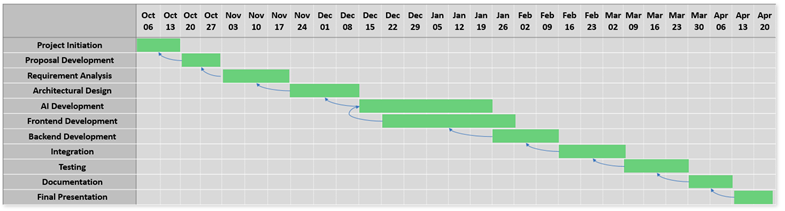 Oct Oct Oct Oct Nov Nov Nov Nov Dec Dec Dec Dec Dec Jan Jan Jan Jan Feb Feb Feb Feb Mar Mar Mar Mar Mar Apr Apr Apr
06 13 20 27 03 10 17 24 01 08 15 22 29 05 12 19 26 02 09 16 23 02 09 16 23 30 06 13 20
Project Initiation
Proposal Development
Requirement Analysis
Architectural Design
AI Development
Frontend Development
Backend Development
Integration
Testing
Documentation
Final Presentation